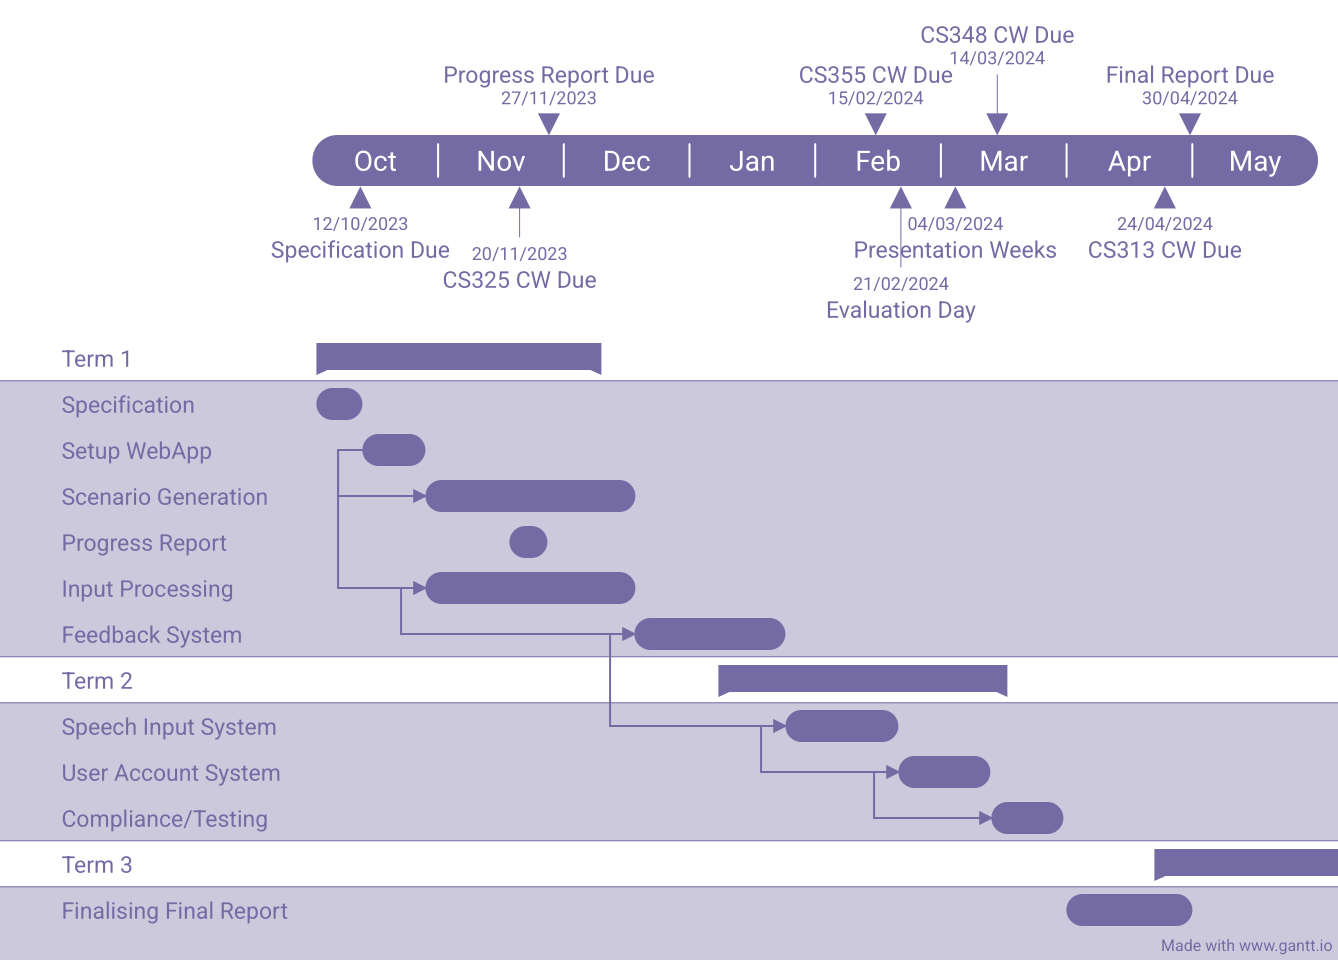 CS348 CW Due
14/03/2024
Progress Report Due
27/11/2023
CS355 CW Due
15/02/2024
Final Report Due
30/04/2024
Oct Nov Dec Jan Feb Mar Apr May
12/10/2023
Specification Due
20/11/2023
CS325 CW Due
04/03/2024
Presentation Weeks
21/02/2024
Evaluation Day
24/04/2024
CS313 CW Due
Term 1
Specification
Setup WebApp
Scenario Generation
Progress Report
Input Processing
Feedback System
Term 2
Speech Input System
User Account System
Compliance/Testing
Term 3
Finalising Final Report
Made with www.gantt.io